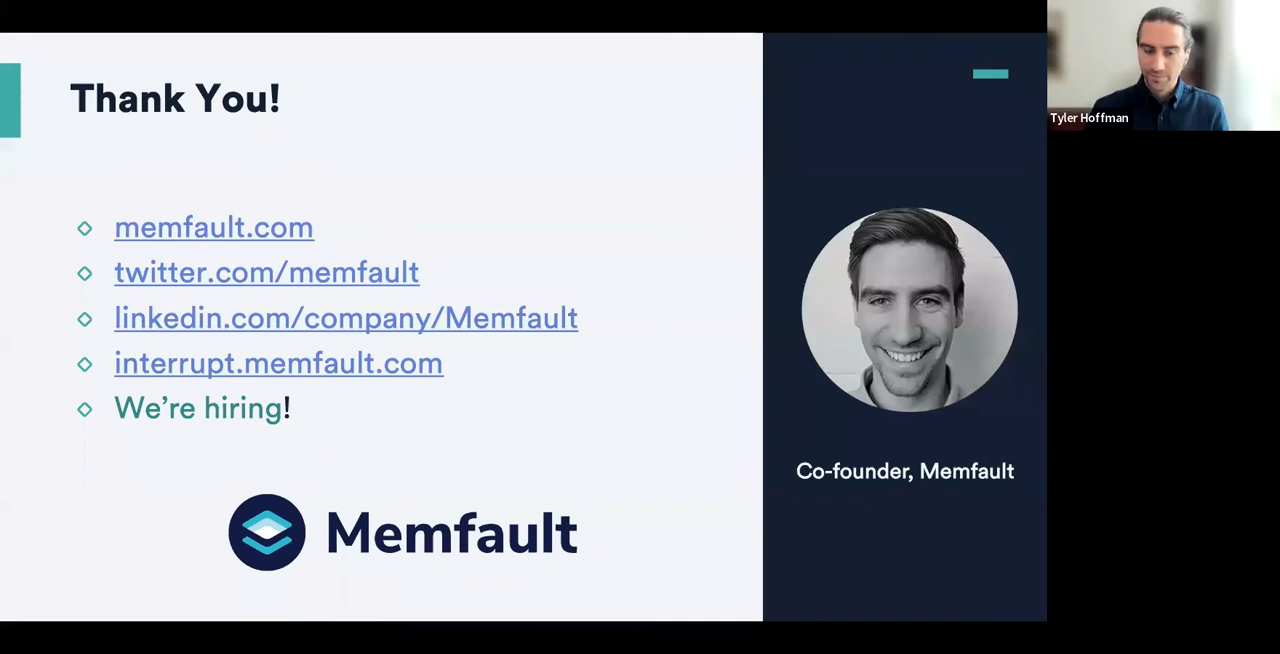 Thank You!
memfault.com
twitter.com/memfault
linkedin.com/company/Memfault
interrupt.memfault.com
We're hiring!
Memfault
Co-founder, Memfault
Tyler Hoffman